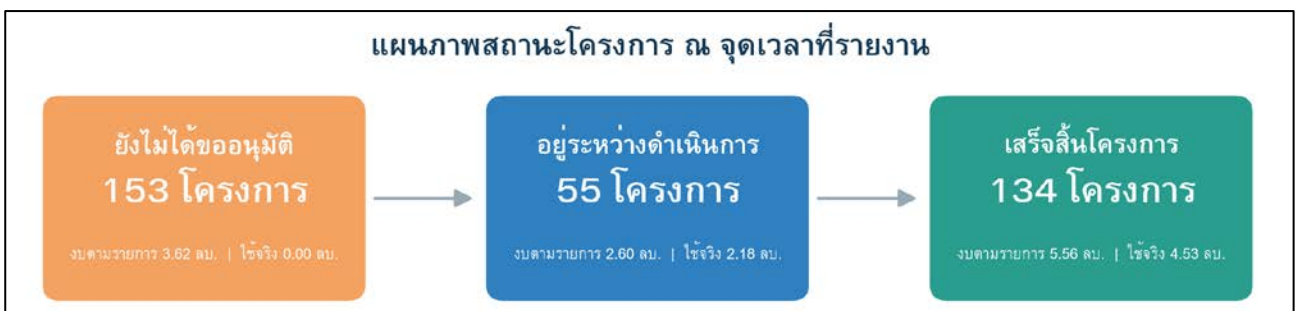 แผนภาพสถานะโครงการ ณ จุดเวลาที่รายงาน
ยังไม่ได้ขออนุมัติ
153 โครงการ
งบตามรายการ 3.62 ลบ. | ใช้จริง 0.00 ลบ.
อยู่ระหว่างดำเนินการ
55 โครงการ
งบตามรายการ 2.60 ลบ. | ใช้จริง 2.18 ลบ.
เสร็จสิ้นโครงการ
134 โครงการ
งบตามรายการ 5.56 ลบ. | ใช้จริง 4.53 ลบ.